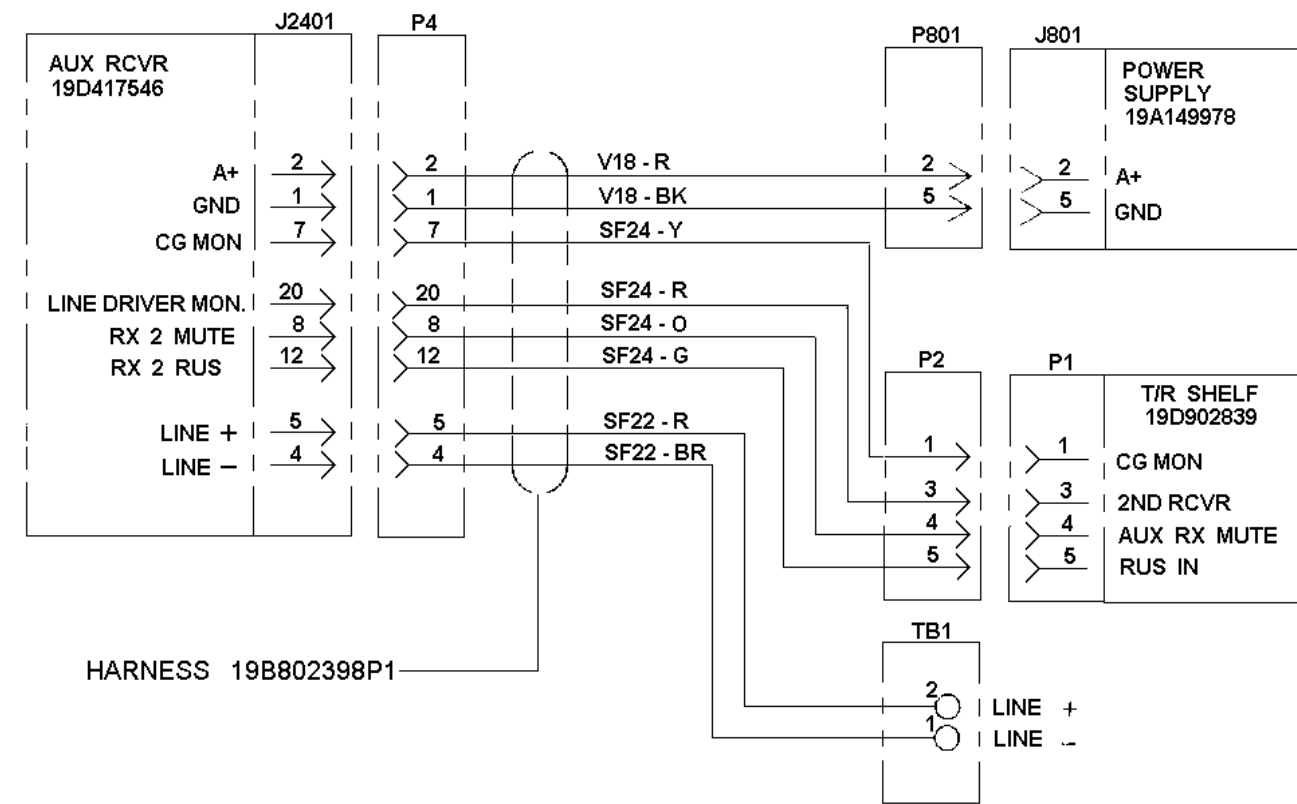 J2401
P4
AUX RCVR
19D417546
A+ 2 2 V18 - R
GND 1 1 V18 - BK
CG MON 7 7 SF24 - Y
LINE DRIVER MON. 20 20 SF24 - R
RX 2 MUTE 8 8 SF24 - O
RX 2 RUS 12 12 SF24 - G
LINE + 5 5 SF22 - R
LINE - 4 4 SF22 - BR
HARNESS 19B802398P1
P801
J801
POWER
SUPPLY
19A149978
2 2 A+
5 5 GND
P2
P1
T/R SHELF
19D902839
1 1 CG MON
3 3 2ND RCVR
4 4 AUX RX MUTE
5 5 RUS IN
TB1
2 LINE +
1 LINE -